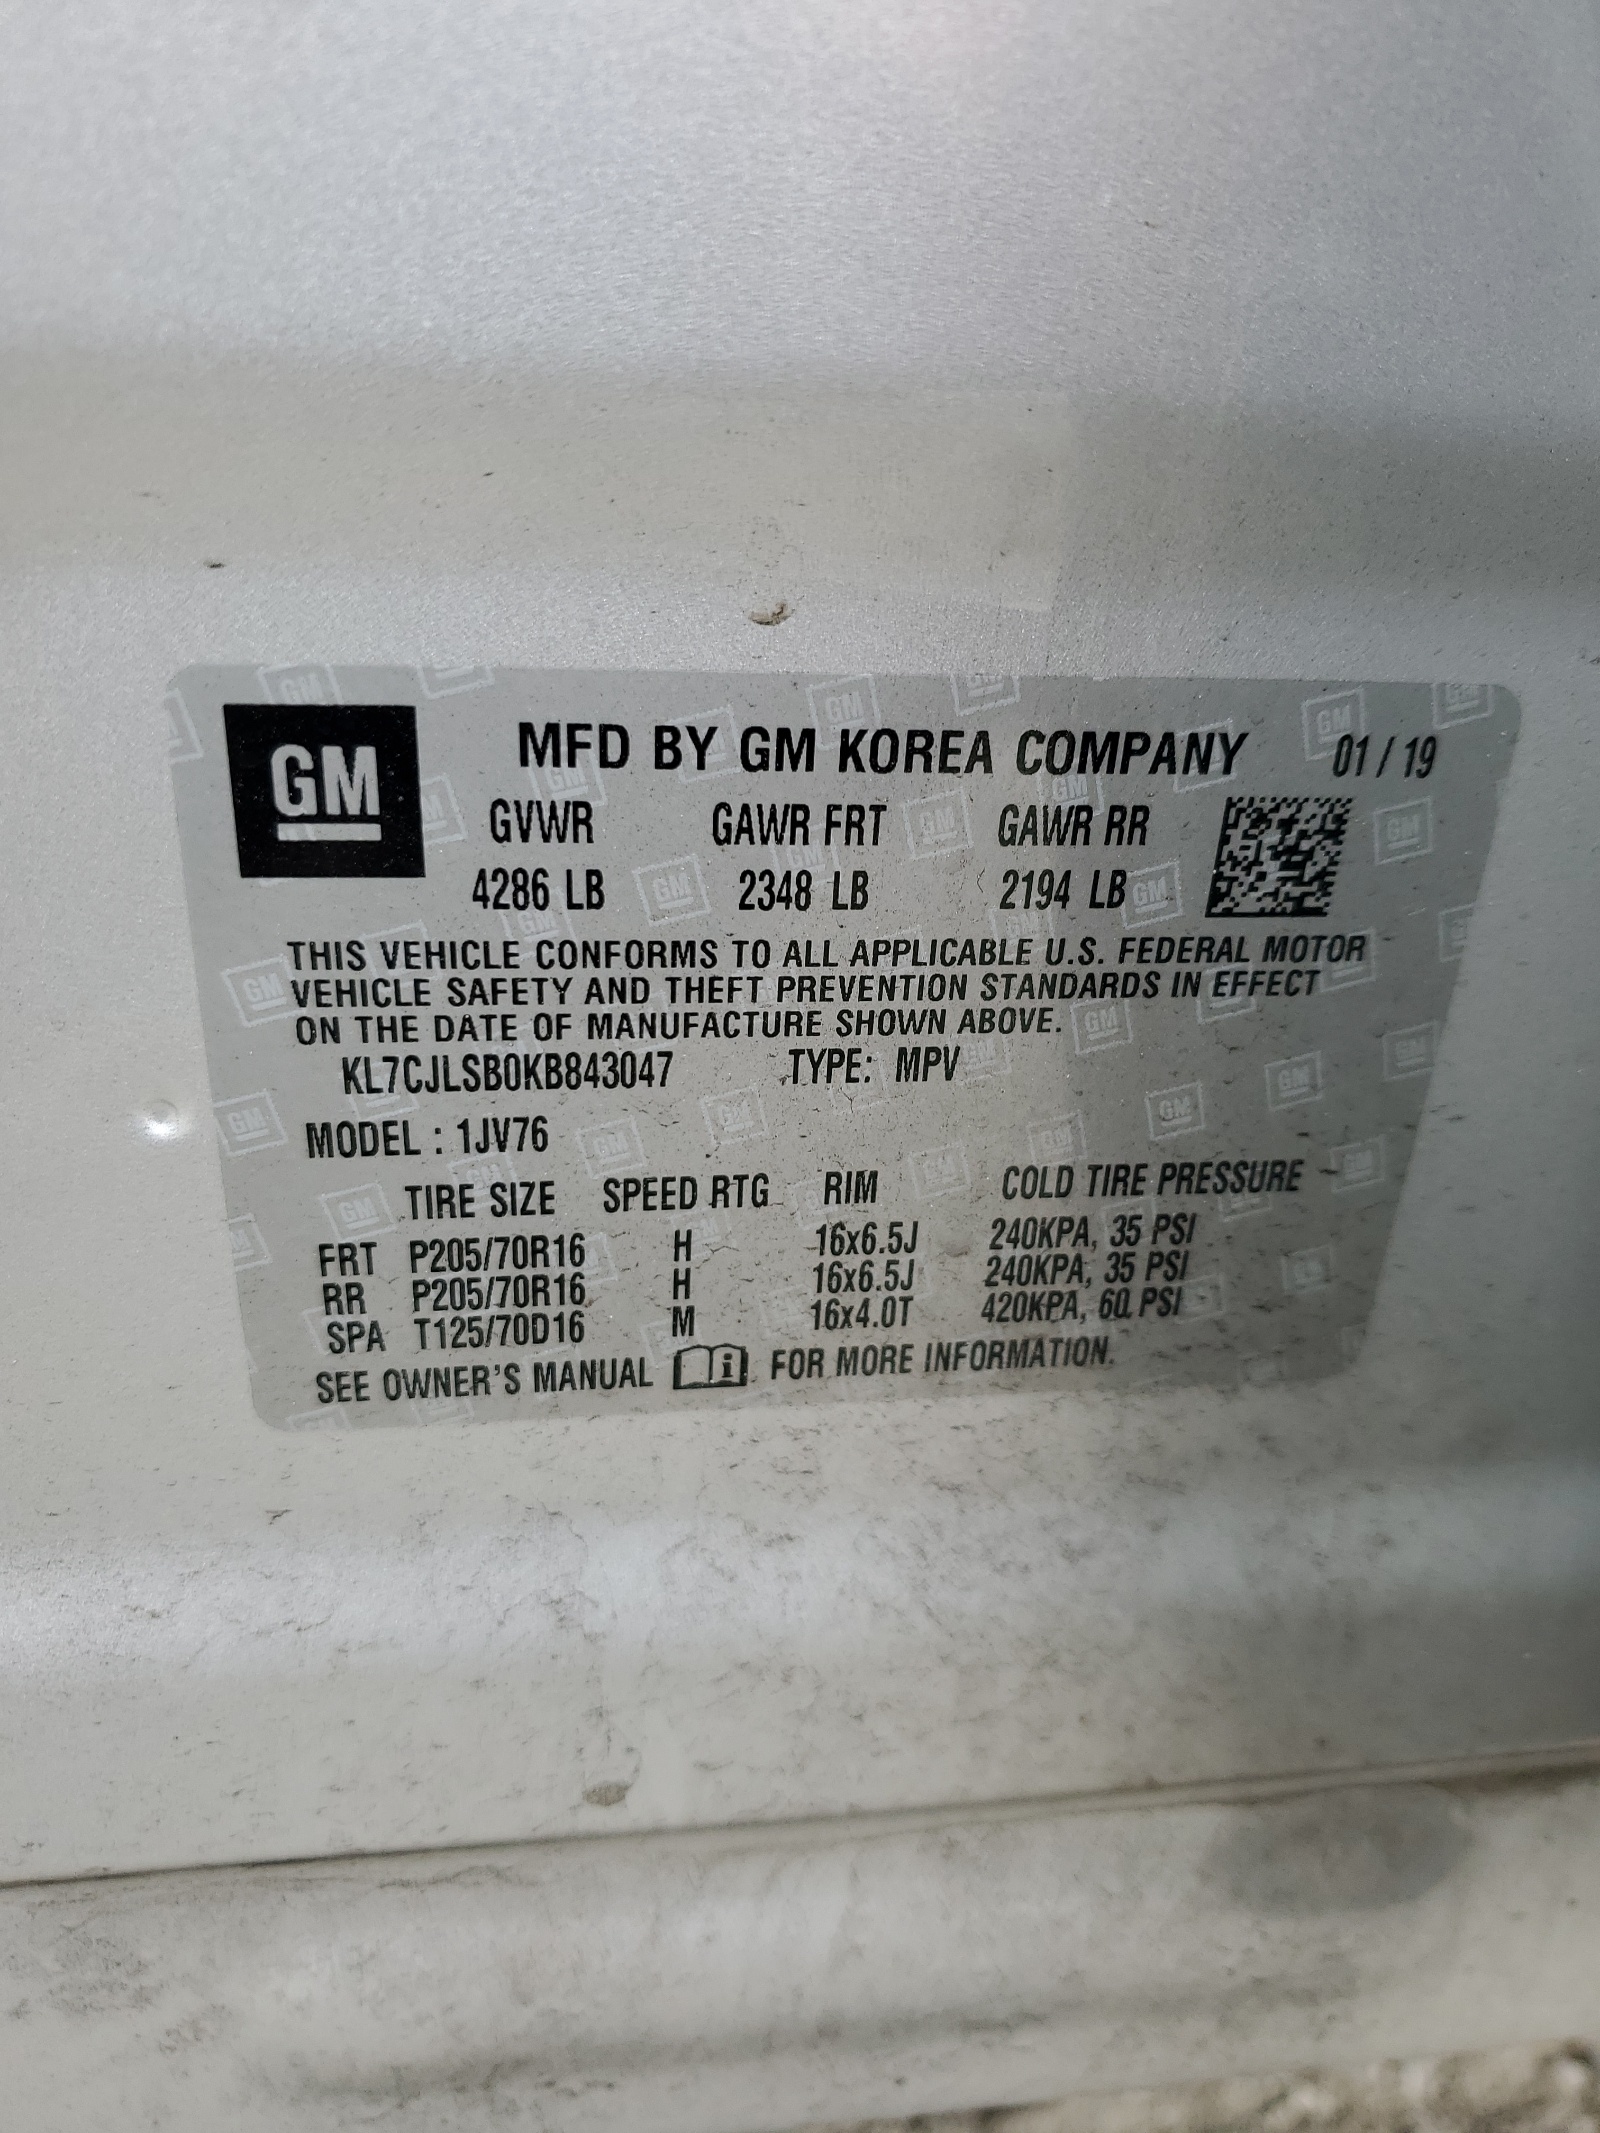 GM MFD BY GM KOREA COMPANY 01 / 19
GVWR GAWR FRT GAWR RR
4286 LB 2348 LB 2194 LB
THIS VEHICLE CONFORMS TO ALL APPLICABLE U.S. FEDERAL MOTOR
VEHICLE SAFETY AND THEFT PREVENTION STANDARDS IN EFFECT
ON THE DATE OF MANUFACTURE SHOWN ABOVE.
KL7CJLSB0KB843047 TYPE: MPV
MODEL : 1JV76
TIRE SIZE SPEED RTG RIM COLD TIRE PRESSURE
FRT P205/70R16 H 16x6.5J 240KPA, 35 PSI
RR P205/70R16 H 16x6.5J 240KPA, 35 PSI
SPA T125/70D16 M 16x4.0T 420KPA, 60 PSI
SEE OWNER'S MANUAL FOR MORE INFORMATION.